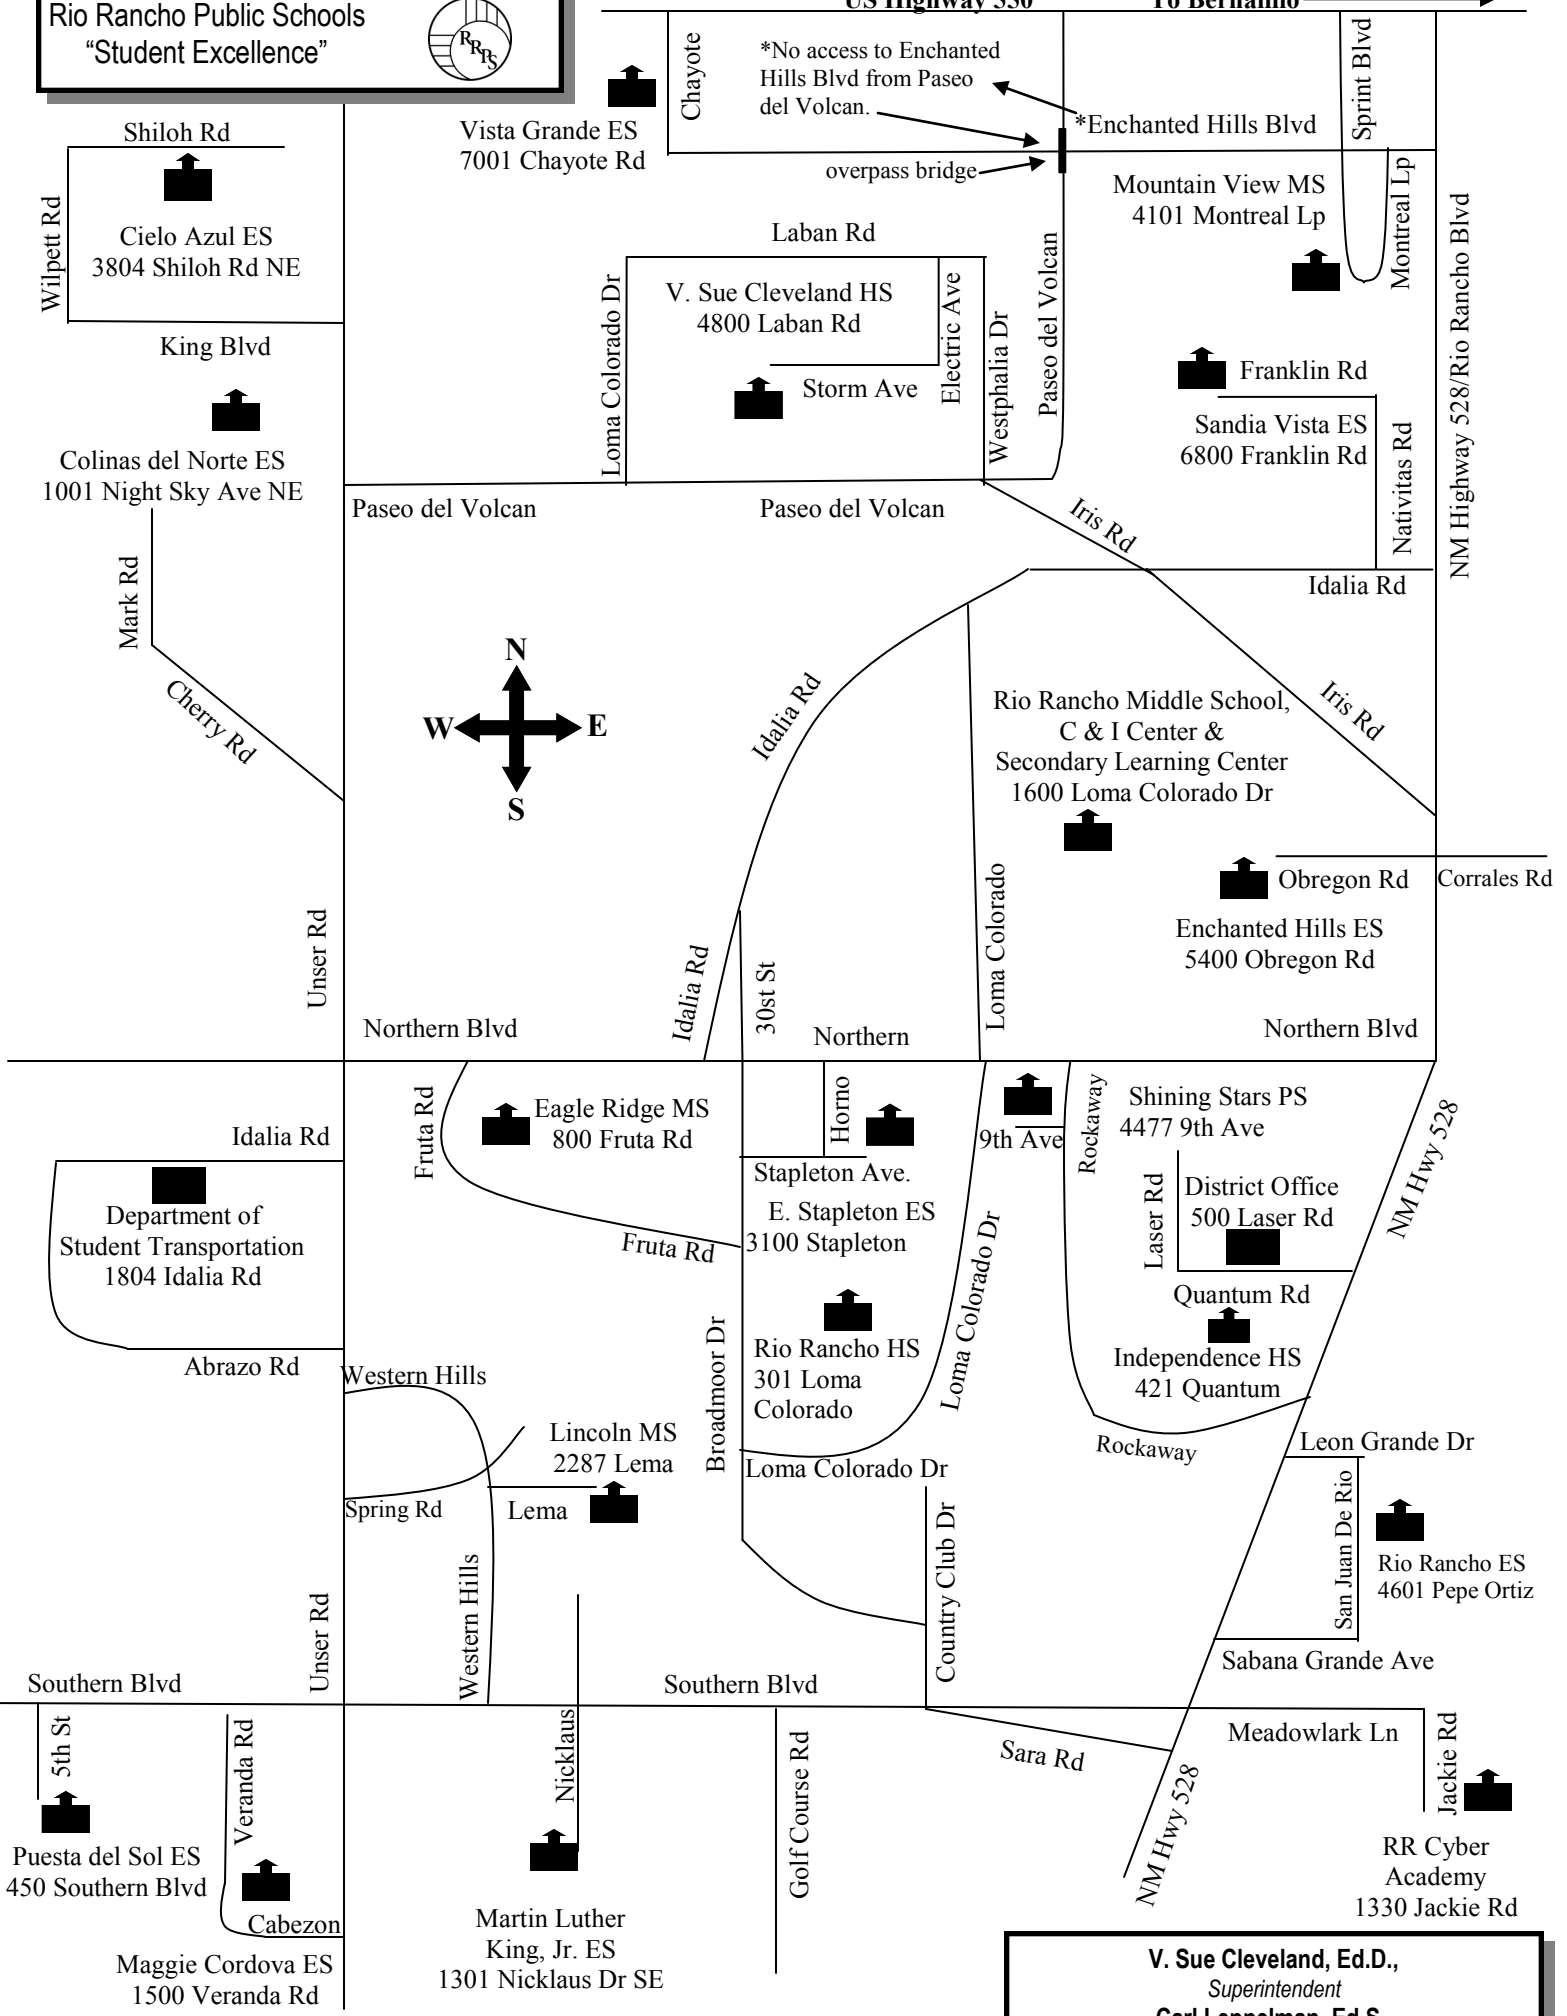 Rio Rancho Public Schools
“Student Excellence”
RRPS
US Highway 550
To Bernalillo
Chayote
*No access to Enchanted
Hills Blvd from Paseo
del Volcan.
*Enchanted Hills Blvd
Sprint Blvd
overpass bridge
Vista Grande ES
7001 Chayote Rd
Shiloh Rd
Wilpett Rd
Cielo Azul ES
3804 Shiloh Rd NE
King Blvd
Mountain View MS
4101 Montreal Lp
Montreal Lp
NM Highway 528/Rio Rancho Blvd
Laban Rd
Loma Colorado Dr
V. Sue Cleveland HS
4800 Laban Rd
Electric Ave
Westphalia Dr
Paseo del Volcan
Storm Ave
Franklin Rd
Sandia Vista ES
6800 Franklin Rd
Nativitas Rd
Colinas del Norte ES
1001 Night Sky Ave NE
Paseo del Volcan
Paseo del Volcan
Iris Rd
Idalia Rd
Mark Rd
Cherry Rd
N
W
E
S
Idalia Rd
Rio Rancho Middle School,
C & I Center &
Secondary Learning Center
1600 Loma Colorado Dr
Iris Rd
Obregon Rd
Corrales Rd
Enchanted Hills ES
5400 Obregon Rd
Unser Rd
Idalia Rd
30st St
Loma Colorado
Northern Blvd
Northern
Northern Blvd
Idalia Rd
Department of
Student Transportation
1804 Idalia Rd
Abrazo Rd
Fruta Rd
Eagle Ridge MS
800 Fruta Rd
Fruta Rd
Horno
Stapleton Ave.
E. Stapleton ES
3100 Stapleton
9th Ave
Rockaway
Shining Stars PS
4477 9th Ave
Laser Rd
District Office
500 Laser Rd
Quantum Rd
NM Hwy 528
Independence HS
421 Quantum
Rockaway
Rio Rancho HS
301 Loma
Colorado
Broadmoor Dr
Loma Colorado Dr
Loma Colorado Dr
Western Hills
Lincoln MS
2287 Lema
Spring Rd
Lema
Western Hills
Unser Rd
Country Club Dr
Leon Grande Dr
San Juan De Rio
Rio Rancho ES
4601 Pepe Ortiz
Sabana Grande Ave
Southern Blvd
Southern Blvd
Meadowlark Ln
5th St
Veranda Rd
Nicklaus
Golf Course Rd
Sara Rd
NM Hwy 528
Jackie Rd
Puesta del Sol ES
450 Southern Blvd
Cabezon
Maggie Cordova ES
1500 Veranda Rd
Martin Luther
King, Jr. ES
1301 Nicklaus Dr SE
RR Cyber
Academy
1330 Jackie Rd
V. Sue Cleveland, Ed.D.,
Superintendent
Carl Leppelman, Ed.S.